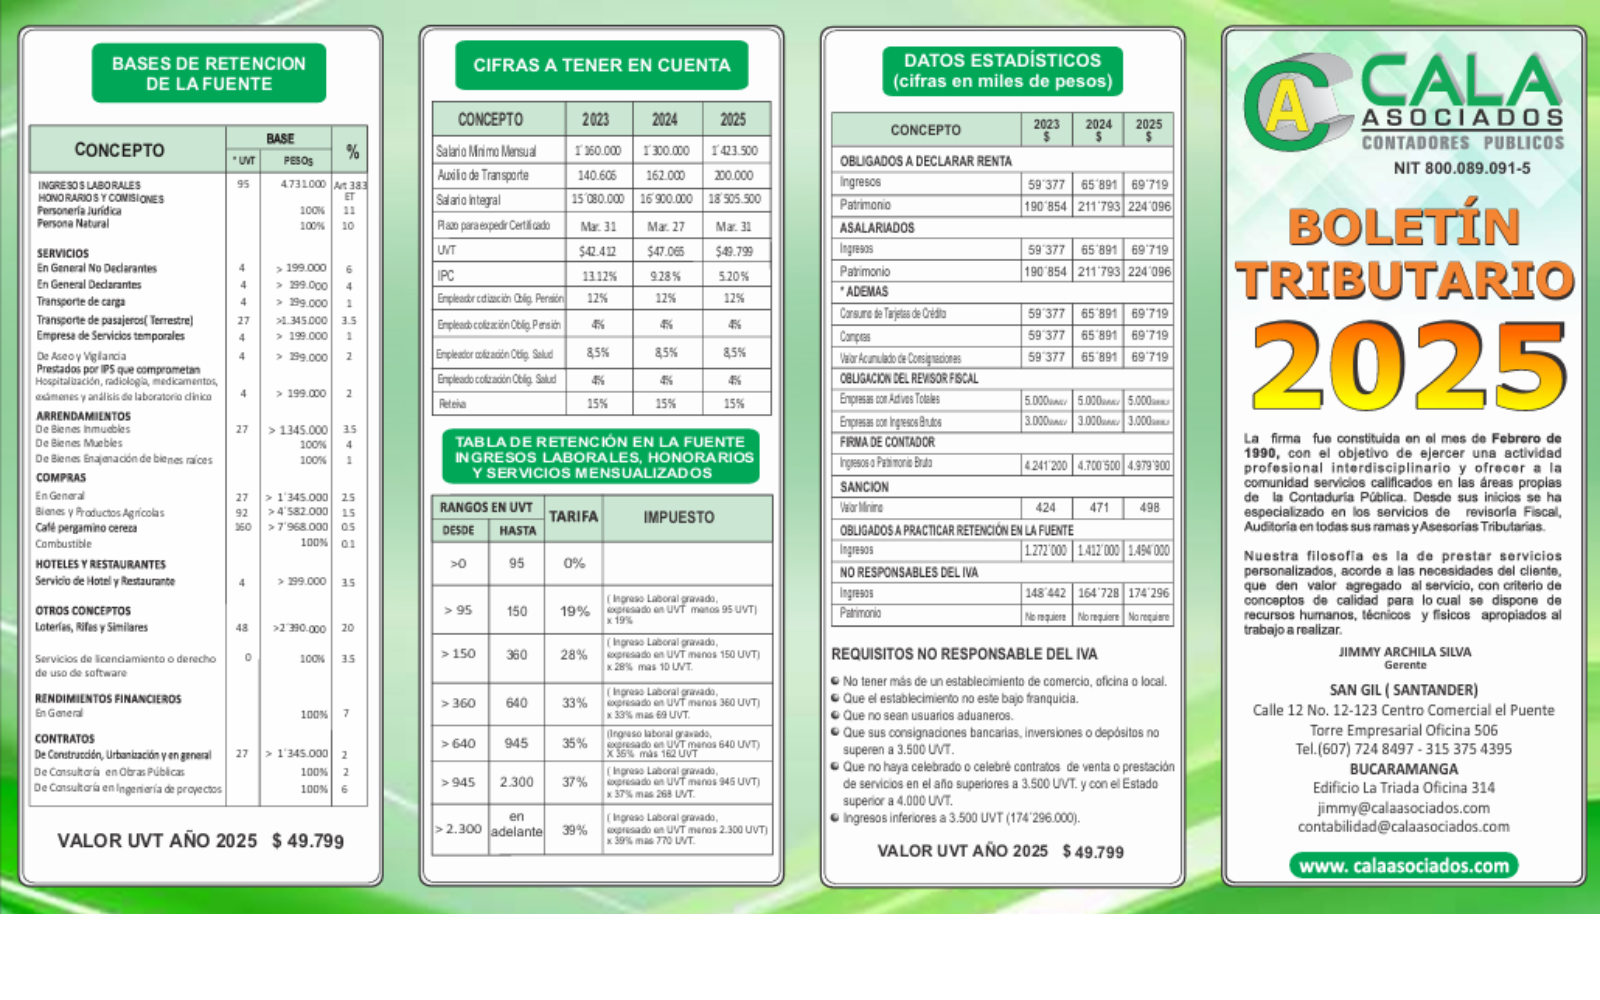 BASES DE RETENCION
DE LA FUENTE
CONCEPTO BASE %
* UVT PESOS
INGRESOS LABORALES 95 4.731.000 Art 383
HONORARIOS Y COMISIONES ET
Personería Jurídica 100% 11
Persona Natural 100% 10
SERVICIOS
En General No Declarantes 4 > 199.000 6
En General Declarantes 4 > 199.000 4
Transporte de carga 4 > 199.000 1
Transporte de pasajeros( Terrestre) 27 >1.345.000 3.5
Empresa de Servicios temporales 4 > 199.000 1
De Aseo y Vigilancia 4 > 199.000 2
Prestados por IPS que comprometan
Hospitalización, radiología, medicamentos,
exámenes y análisis de laboratorio clínico 4 > 199.000 2
ARRENDAMIENTOS
De Bienes Inmuebles 27 > 1.345.000 3.5
De Bienes Muebles 100% 4
De Bienes Enajenación de bienes raíces 100% 1
COMPRAS
En General 27 > 1´345.000 2.5
Bienes y Productos Agrícolas 92 > 4´582.000 1.5
Café pergamino cereza 160 > 7´968.000 0.5
Combustible 100% 0.1
HOTELES Y RESTAURANTES
Servicio de Hotel y Restaurante 4 > 199.000 3.5
OTROS CONCEPTOS
Loterías, Rifas y Similares 48 >2´390.000 20
Servicios de licenciamiento o derecho 0 100% 3.5
de uso de software
RENDIMIENTOS FINANCIEROS
En General 100% 7
CONTRATOS
De Construcción, Urbanización y en general 27 > 1´345.000 2
De Consultoría en Obras Públicas 100% 2
De Consultoría en Ingeniería de proyectos 100% 6
VALOR UVT AÑO 2025 $ 49.799
CIFRAS A TENER EN CUENTA
CONCEPTO 2023 2024 2025
Salario Minimo Mensual 1´160.000 1´300.000 1´423.500
Auxilio de Transporte 140.606 162.000 200.000
Salario Integral 15´080.000 16´900.000 18´505.500
Plazo para expedir Certificado Mar. 31 Mar. 27 Mar. 31
UVT $42.412 $47.065 $49.799
IPC 13.12% 9.28% 5.20%
Empleador cotización Oblig. Pensión 12% 12% 12%
Empleado cotización Oblig. Pensión 4% 4% 4%
Empleador cotización Oblig. Salud 8,5% 8,5% 8,5%
Empleado cotización Oblig. Salud 4% 4% 4%
Reteiva 15% 15% 15%
TABLA DE RETENCIÓN EN LA FUENTE
INGRESOS LABORALES, HONORARIOS
Y SERVICIOS MENSUALIZADOS
RANGOS EN UVT TARIFA IMPUESTO
DESDE HASTA
>0 95 0%
> 95 150 19% ( Ingreso Laboral gravado,
expresado en UVT menos 95 UVT)
x 19%
> 150 360 28% ( Ingreso Laboral gravado,
expresado en UVT menos 150 UVT)
x 28% mas 10 UVT.
> 360 640 33% ( Ingreso Laboral gravado,
expresado en UVT menos 360 UVT)
x 33% mas 69 UVT.
> 640 945 35% (Ingreso laboral gravado,
expresado en UVT menos 640 UVT)
X 35% más 162 UVT
> 945 2.300 37% ( Ingreso Laboral gravado,
expresado en UVT menos 945 UVT)
x 37% mas 268 UVT.
> 2.300 en adelante 39% ( Ingreso Laboral gravado,
expresado en UVT menos 2.300 UVT)
x 39% mas 770 UVT.
DATOS ESTADÍSTICOS
(cifras en miles de pesos)
CONCEPTO 2023 $ 2024 $ 2025 $
OBLIGADOS A DECLARAR RENTA
Ingresos 59´377 65´891 69´719
Patrimonio 190´854 211´793 224´096
ASALARIADOS
Ingresos 59´377 65´891 69´719
Patrimonio 190´854 211´793 224´096
* ADEMAS
Consumo de Tarjetas de Crédito 59´377 65´891 69´719
Compras 59´377 65´891 69´719
Valor Acumulado de Consignaciones 59´377 65´891 69´719
OBLIGACION DEL REVISOR FISCAL
Empresas con Activos Totales 5.000 5.000 5.000
Empresas con Ingresos Brutos 3.000 3.000 3.000
FIRMA DE CONTADOR
Ingresos o Patrimonio Bruto 4.241´200 4.700´500 4.979´900
SANCION
Valor Minimo 424 471 498
OBLIGADOS A PRACTICAR RETENCIÓN EN LA FUENTE
Ingresos 1.272´000 1.412´000 1.494´000
NO RESPONSABLES DEL IVA
Ingresos 148´442 164´728 174´296
Patrimonio No requiere No requiere No requiere
REQUISITOS NO RESPONSABLE DEL IVA
No tener más de un establecimiento de comercio, oficina o local.
Que el establecimiento no este bajo franquicia.
Que no sean usuarios aduaneros.
Que sus consignaciones bancarias, inversiones o depósitos no
superen a 3.500 UVT.
Que no haya celebrado o celebré contratos de venta o prestación
de servicios en el año superiores a 3.500 UVT. y con el Estado
superior a 4.000 UVT.
Ingresos inferiores a 3.500 UVT (174´296.000).
VALOR UVT AÑO 2025 $ 49.799
CA CALA
ASOCIADOS
CONTADORES PUBLICOS
NIT 800.089.091-5
BOLETÍN
TRIBUTARIO
2025
La firma fue constituida en el mes de Febrero de
1990, con el objetivo de ejercer una actividad
profesional interdisciplinario y ofrecer a la
comunidad servicios calificados en las áreas propias
de la Contaduría Pública. Desde sus inicios se ha
especializado en los servicios de revisoría Fiscal,
Auditoría en todas sus ramas y Asesorías Tributarias.
Nuestra filosofía es la de prestar servicios
personalizados, acorde a las necesidades del cliente,
que den valor agregado al servicio, con criterio de
conceptos de calidad para lo cual se dispone de
recursos humanos, técnicos y físicos apropiados al
trabajo a realizar.
JIMMY ARCHILA SILVA
Gerente
SAN GIL ( SANTANDER)
Calle 12 No. 12-123 Centro Comercial el Puente
Torre Empresarial Oficina 506
Tel.(607) 724 8497 - 315 375 4395
BUCARAMANGA
Edificio La Triada Oficina 314
jimmy@calaasociados.com
contabilidad@calaasociados.com
www. calaasociados.com